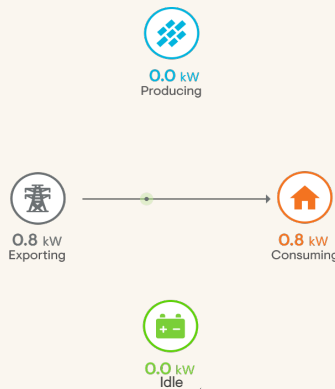 0.0 kW
Producing
0.8 kW
Exporting
0.8 kW
Consuming
0.0 kW
Idle